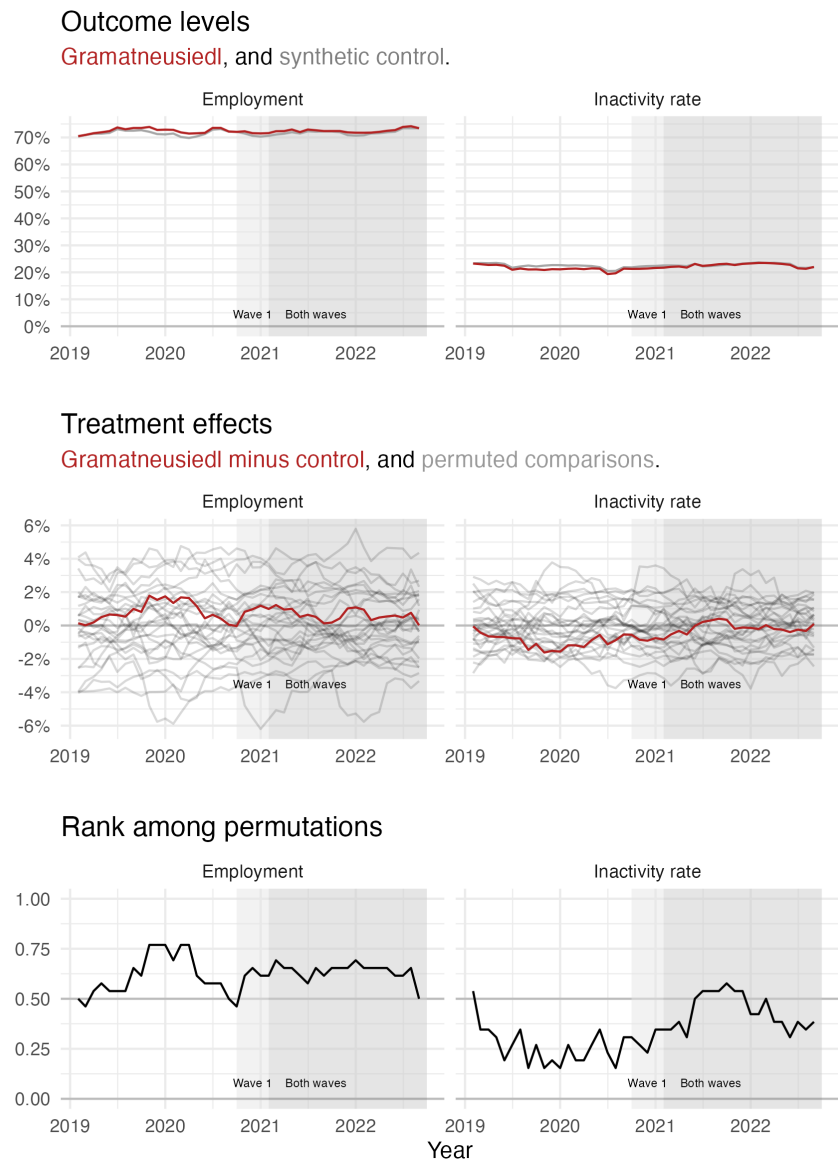 Outcome levels
Gramatneusiedl, and synthetic control.
Employment
Inactivity rate
70%
60%
50%
40%
30%
20%
10%
0%
Wave 1 Both waves
Wave 1 Both waves
2019 2020 2021 2022
2019 2020 2021 2022
Treatment effects
Gramatneusiedl minus control, and permuted comparisons.
Employment
Inactivity rate
6%
4%
2%
0%
-2%
-4%
-6%
Wave 1 Both waves
Wave 1 Both waves
2019 2020 2021 2022
2019 2020 2021 2022
Rank among permutations
Employment
Inactivity rate
1.00
0.75
0.50
0.25
0.00
Wave 1 Both waves
Wave 1 Both waves
2019 2020 2021 2022
2019 2020 2021 2022
Year